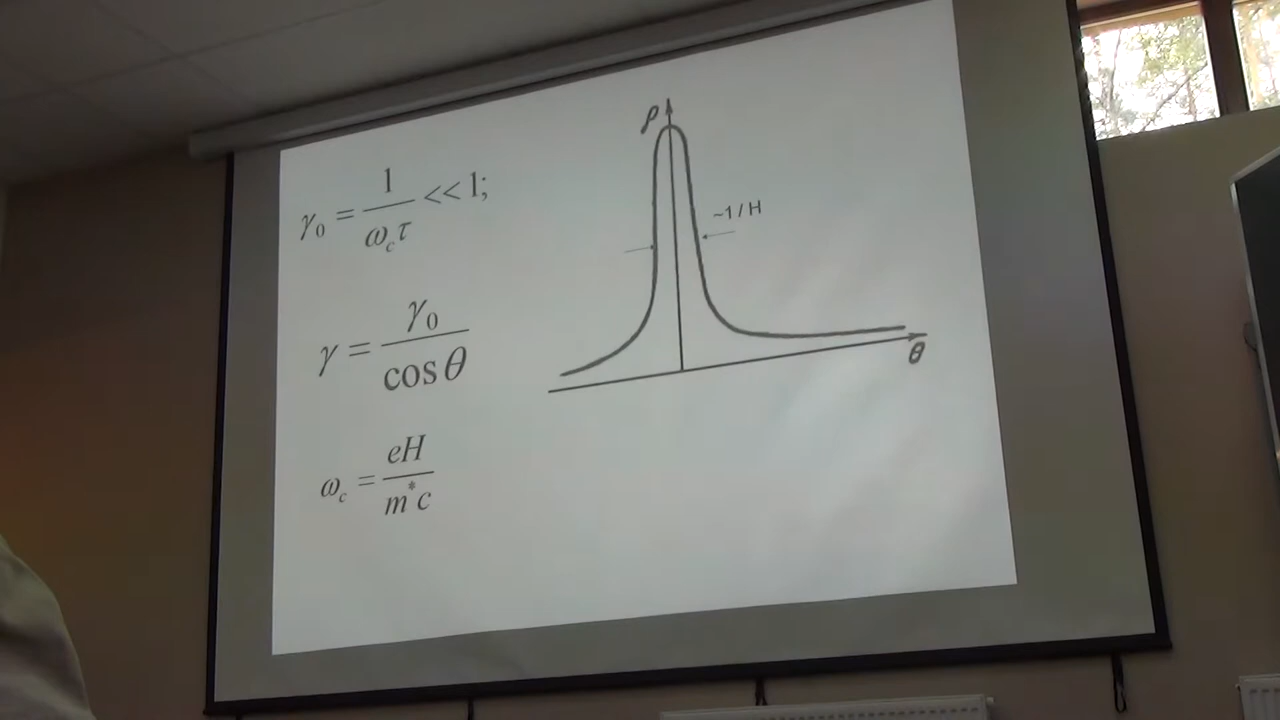 γ₀ = 1 / ω_c τ << 1;
γ = γ₀ / cos θ
ω_c = eH / m*c
ρ
~1 / H
θ